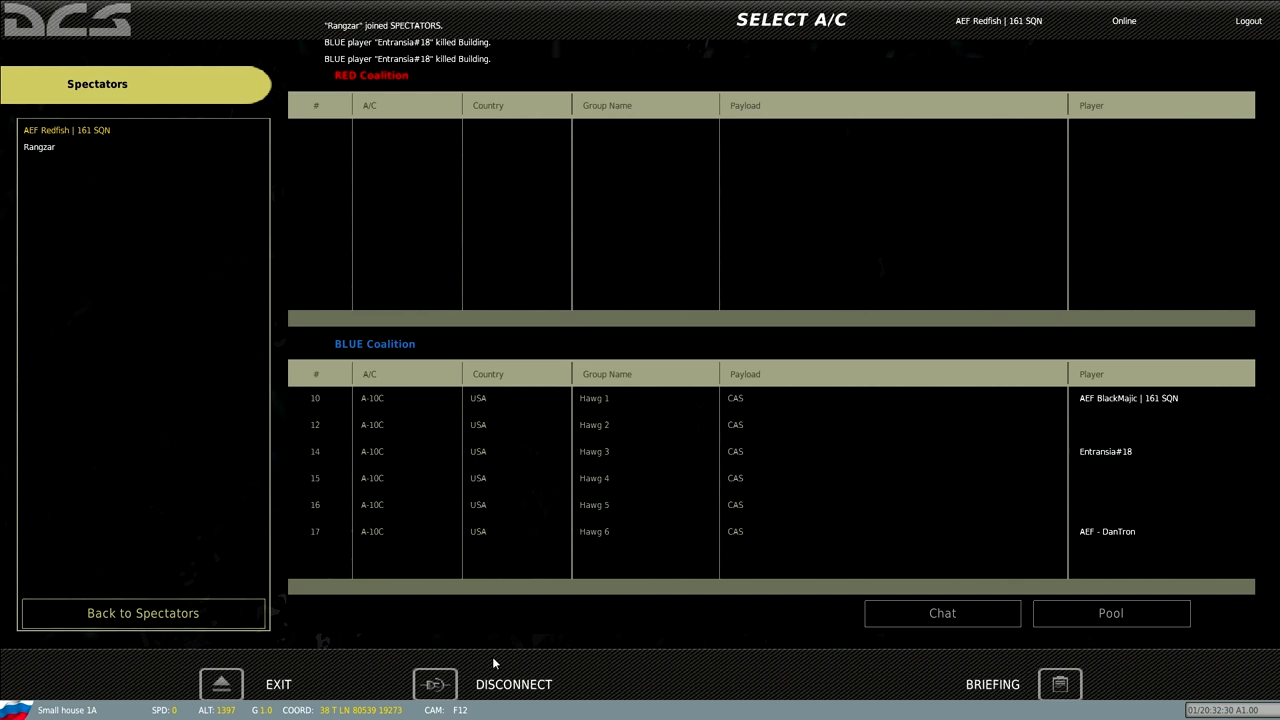 DCS
"Rangzar" joined SPECTATORS.
BLUE player "Entransia#18" killed Building.
BLUE player "Entransia#18" killed Building.
SELECT A/C
AEF Redfish | 161 SQN Online Logout
Spectators
AEF Redfish | 161 SQN
Rangzar
Back to Spectators
RED Coalition
# A/C Country Group Name Payload Player
BLUE Coalition
# A/C Country Group Name Payload Player
10 A-10C USA Hawg 1 CAS AEF BlackMajic | 161 SQN
12 A-10C USA Hawg 2 CAS
14 A-10C USA Hawg 3 CAS Entransia#18
15 A-10C USA Hawg 4 CAS
16 A-10C USA Hawg 5 CAS
17 A-10C USA Hawg 6 CAS AEF - DanTron
Chat Pool
EXIT DISCONNECT BRIEFING
Small house 1A SPD: 0 ALT: 1397 G 1.0 COORD: 38 T LN 80539 19273 CAM: F12 01/20:32:30 A1.00